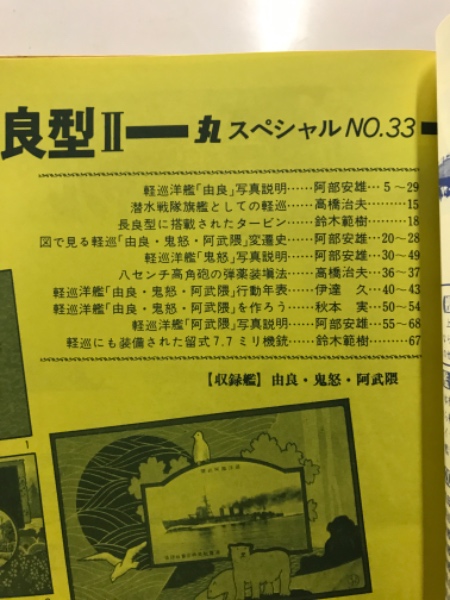 良型II——丸スペシャルNO.33—
軽巡洋艦「由良」写真説明……阿部安雄…5〜29
潜水戦隊旗艦としての軽巡……高橋治夫………15
長良型に搭載されたタービン……鈴木範樹………18
図で見る軽巡「由良・鬼怒・阿武隈」変遷史……阿部安雄…20〜28
軽巡洋艦「鬼怒」写真説明……阿部安雄…30〜49
八センチ高角砲の弾薬装塡法……高橋治夫…36〜37
軽巡洋艦「由良・鬼怒・阿武隈」行動年表……伊達　久…40〜43
軽巡洋艦「由良・鬼怒・阿武隈」を作ろう……秋本　実…50〜54
軽巡洋艦「阿武隈」写真説明……阿部安雄…55〜68
軽巡にも装備された留式7.7ミリ機銃……鈴木範樹………67
【収録艦】由良・鬼怒・阿武隈
1